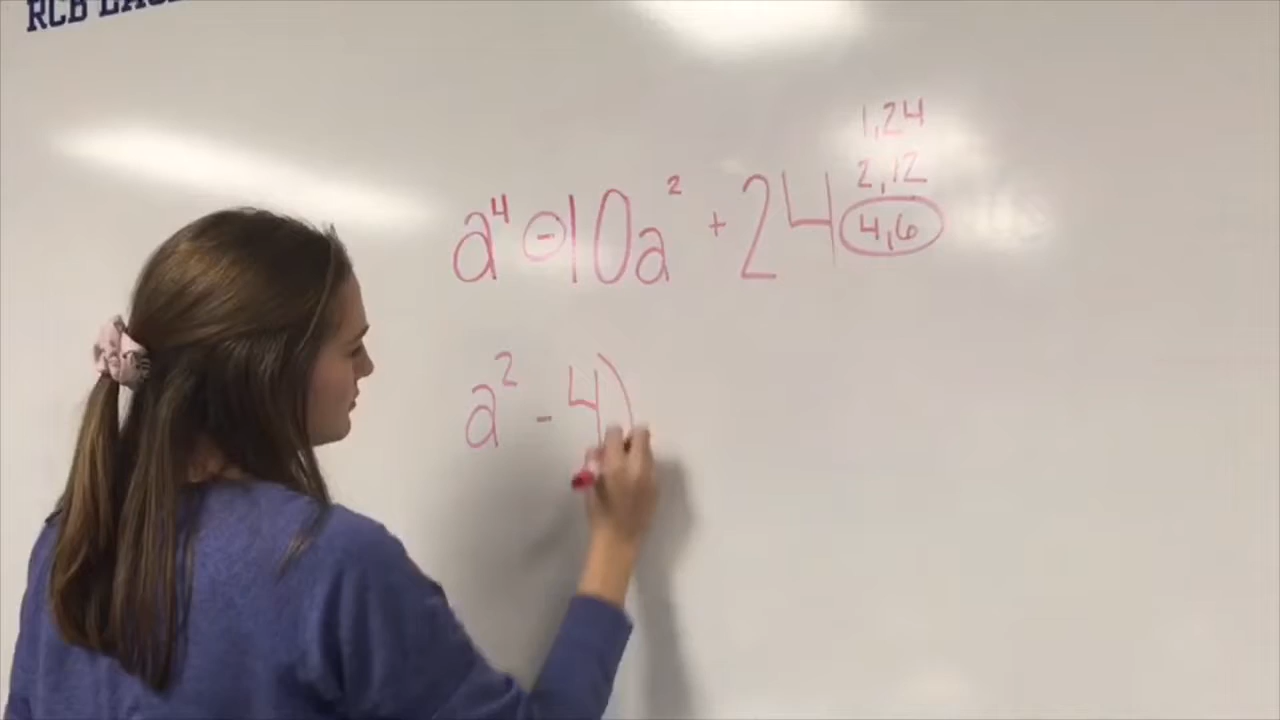 RCB
1,24
2,12
a⁴ - 10a² + 24 4,6
a² - 4)